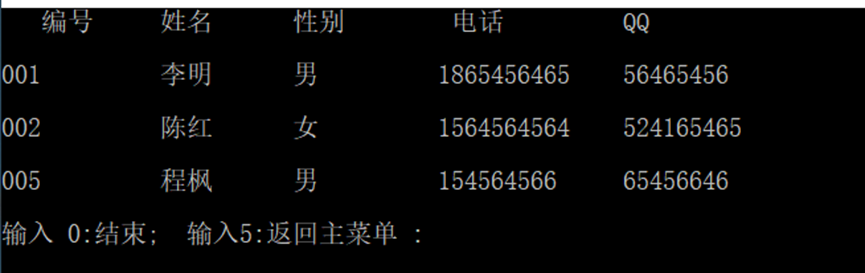 编号 姓名 性别 电话 QQ
001 李明 男 1865456465 56465456
002 陈红 女 1564564564 524165465
005 程枫 男 154564566 65456646
输入 0:结束; 输入5:返回主菜单 :